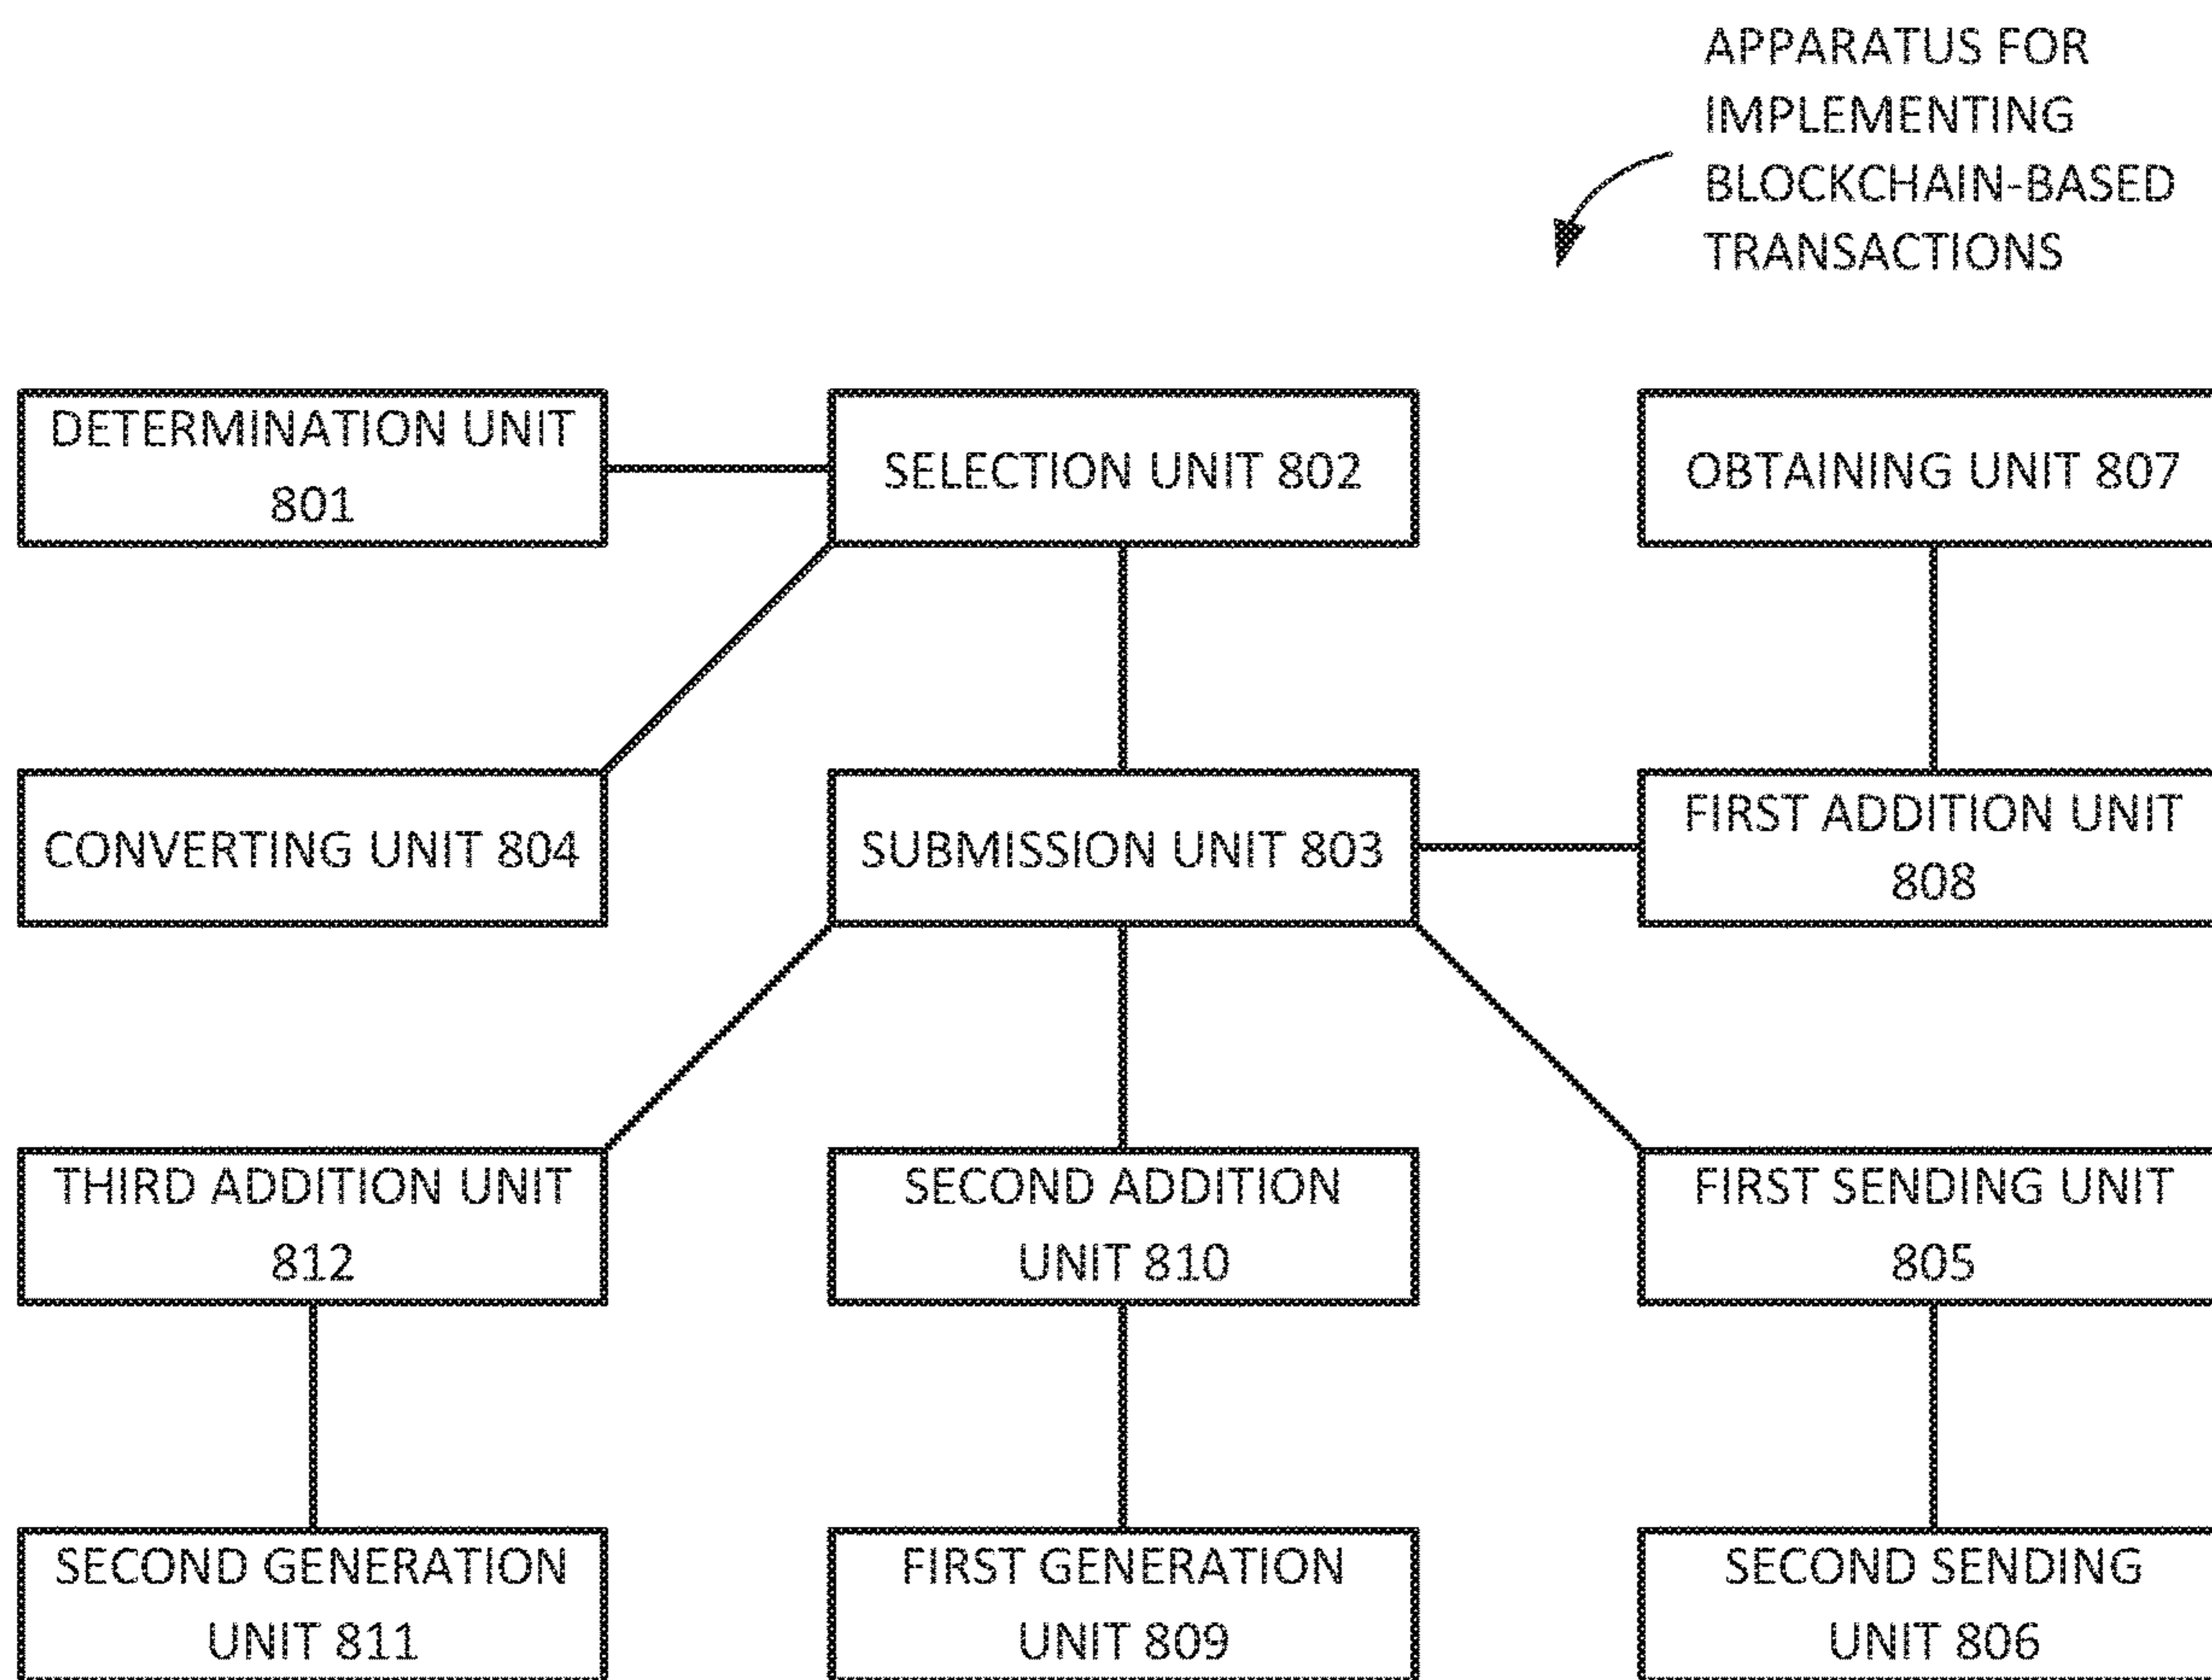 APPARATUS FOR
IMPLEMENTING
BLOCKCHAIN-BASED
TRANSACTIONS
DETERMINATION UNIT
801
SELECTION UNIT 802
OBTAINING UNIT 807
CONVERTING UNIT 804
SUBMISSION UNIT 803
FIRST ADDITION UNIT
808
THIRD ADDITION UNIT
812
SECOND ADDITION
UNIT 810
FIRST SENDING UNIT
805
SECOND GENERATION
UNIT 811
FIRST GENERATION
UNIT 809
SECOND SENDING
UNIT 806